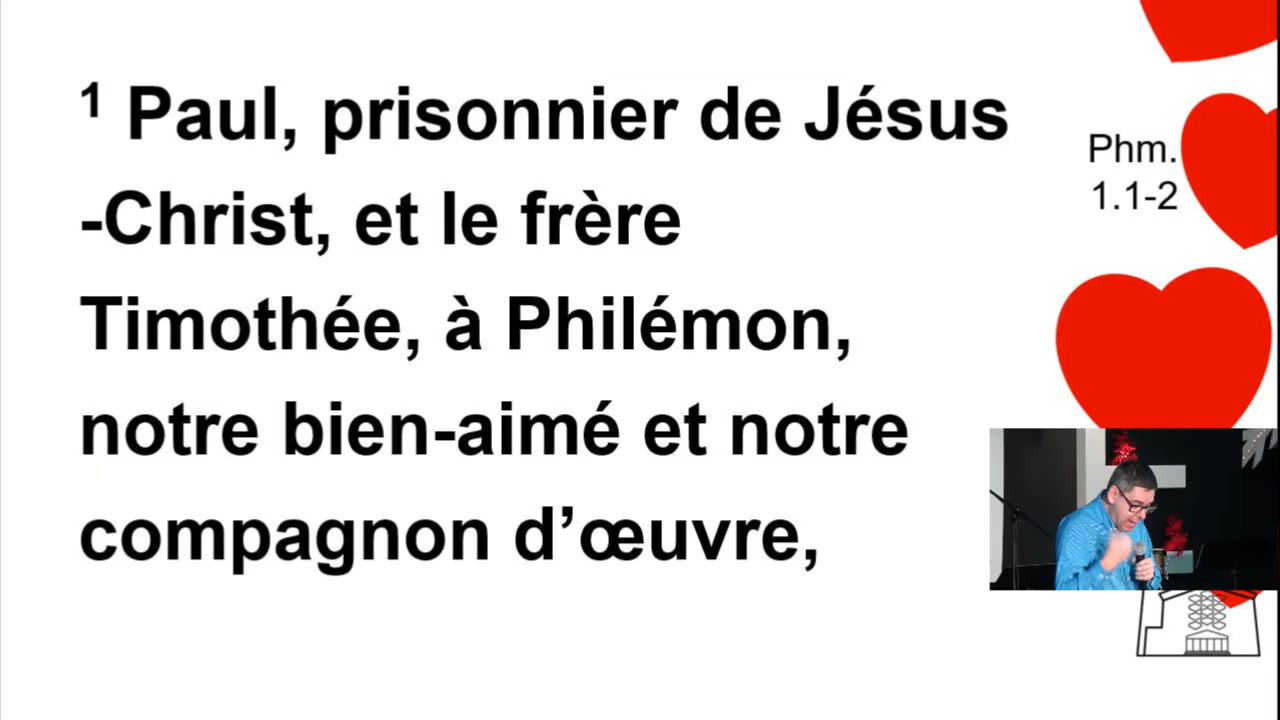 1 Paul, prisonnier de Jésus
-Christ, et le frère
Timothée, à Philémon,
notre bien-aimé et notre
compagnon d’œuvre,
Phm.
1.1-2